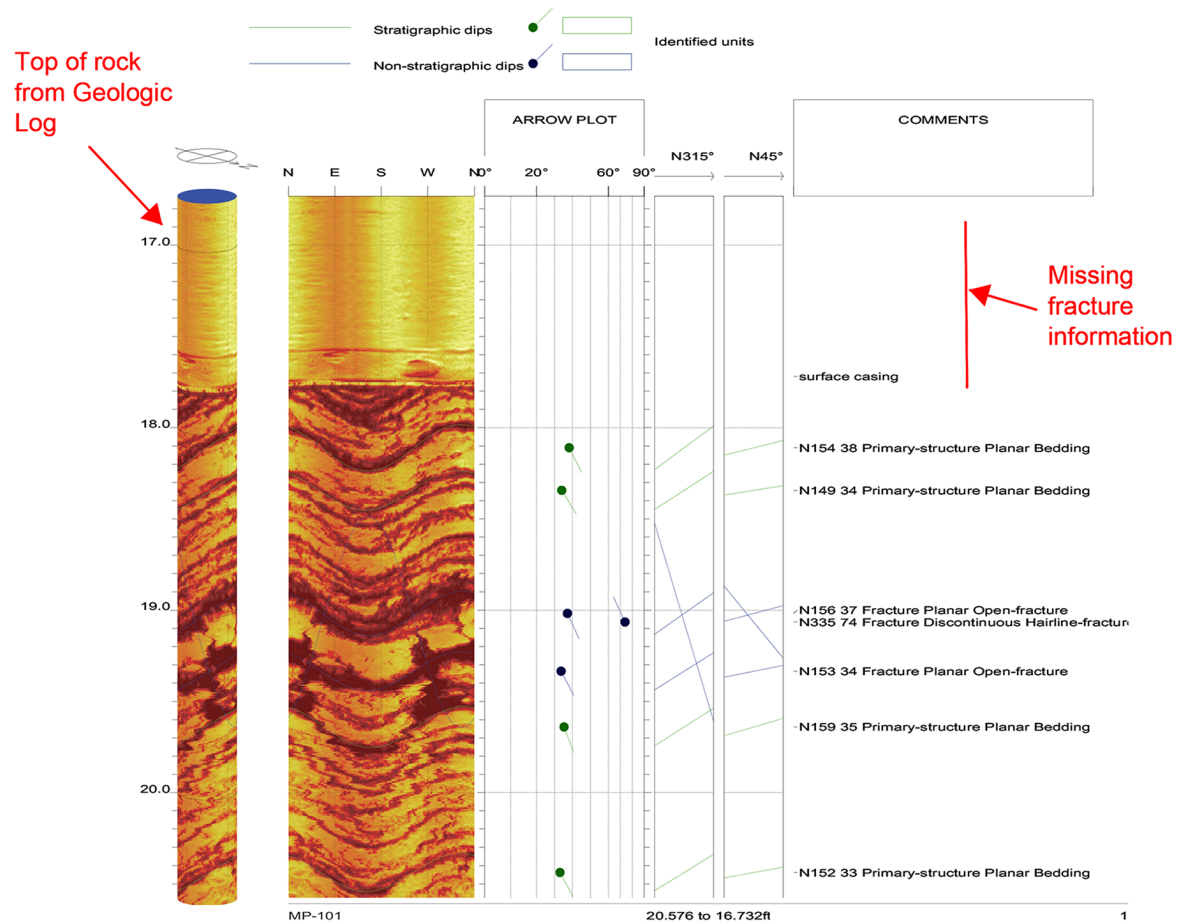 Stratigraphic dips
Identified units
Non-stratigraphic dips
Top of rock
from Geologic
Log
ARROW PLOT
COMMENTS
N315°
N45°
N
N E S W N
0° 20° 60° 90°
17.0
Missing
fracture
information
surface casing
18.0
N154 38 Primary-structure Planar Bedding
N149 34 Primary-structure Planar Bedding
19.0
N156 37 Fracture Planar Open-fracture
N335 74 Fracture Discontinuous Hairline-fractur
N153 34 Fracture Planar Open-fracture
N159 35 Primary-structure Planar Bedding
20.0
N152 33 Primary-structure Planar Bedding
MP-101
20.576 to 16.732ft
1